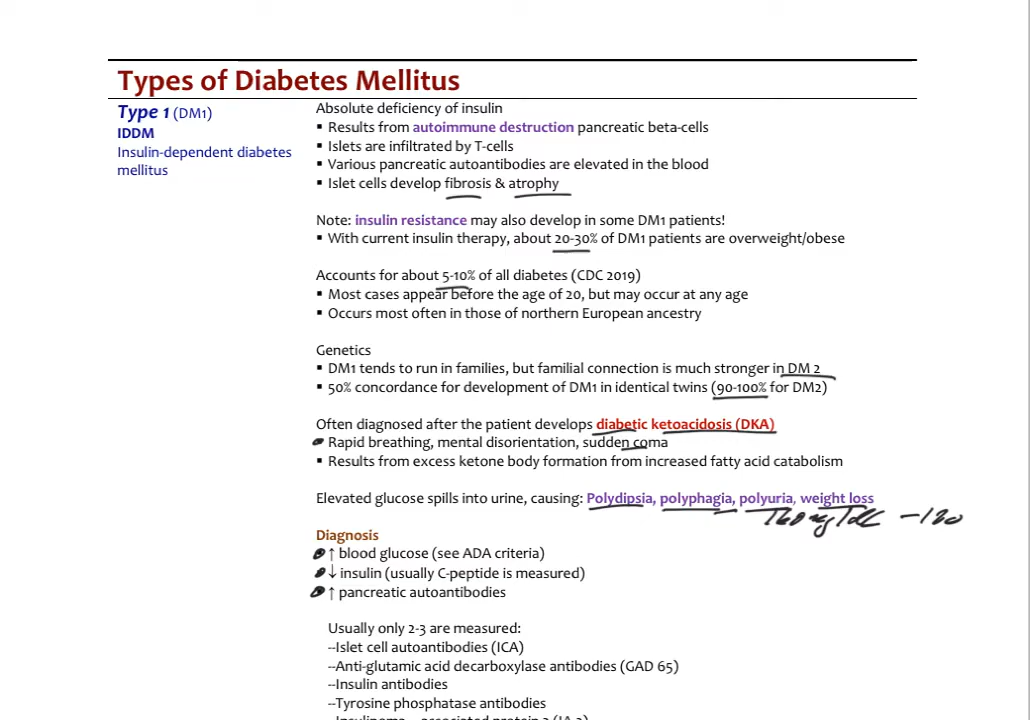 Types of Diabetes Mellitus
Type 1 (DM1)
IDDM
Insulin-dependent diabetes
mellitus
Absolute deficiency of insulin
▪ Results from autoimmune destruction pancreatic beta-cells
▪ Islets are infiltrated by T-cells
▪ Various pancreatic autoantibodies are elevated in the blood
▪ Islet cells develop fibrosis & atrophy
Note: insulin resistance may also develop in some DM1 patients!
▪ With current insulin therapy, about 20-30% of DM1 patients are overweight/obese
Accounts for about 5-10% of all diabetes (CDC 2019)
▪ Most cases appear before the age of 20, but may occur at any age
▪ Occurs most often in those of northern European ancestry
Genetics
▪ DM1 tends to run in families, but familial connection is much stronger in DM 2
▪ 50% concordance for development of DM1 in identical twins (90-100% for DM2)
Often diagnosed after the patient develops diabetic ketoacidosis (DKA)
▪ Rapid breathing, mental disorientation, sudden coma
▪ Results from excess ketone body formation from increased fatty acid catabolism
Elevated glucose spills into urine, causing: Polydipsia, polyphagia, polyuria, weight loss
Diagnosis
▪ ↑ blood glucose (see ADA criteria)
▪ ↓ insulin (usually C-peptide is measured)
▪ ↑ pancreatic autoantibodies
Usually only 2-3 are measured:
--Islet cell autoantibodies (ICA)
--Anti-glutamic acid decarboxylase antibodies (GAD 65)
--Insulin antibodies
--Tyrosine phosphatase antibodies